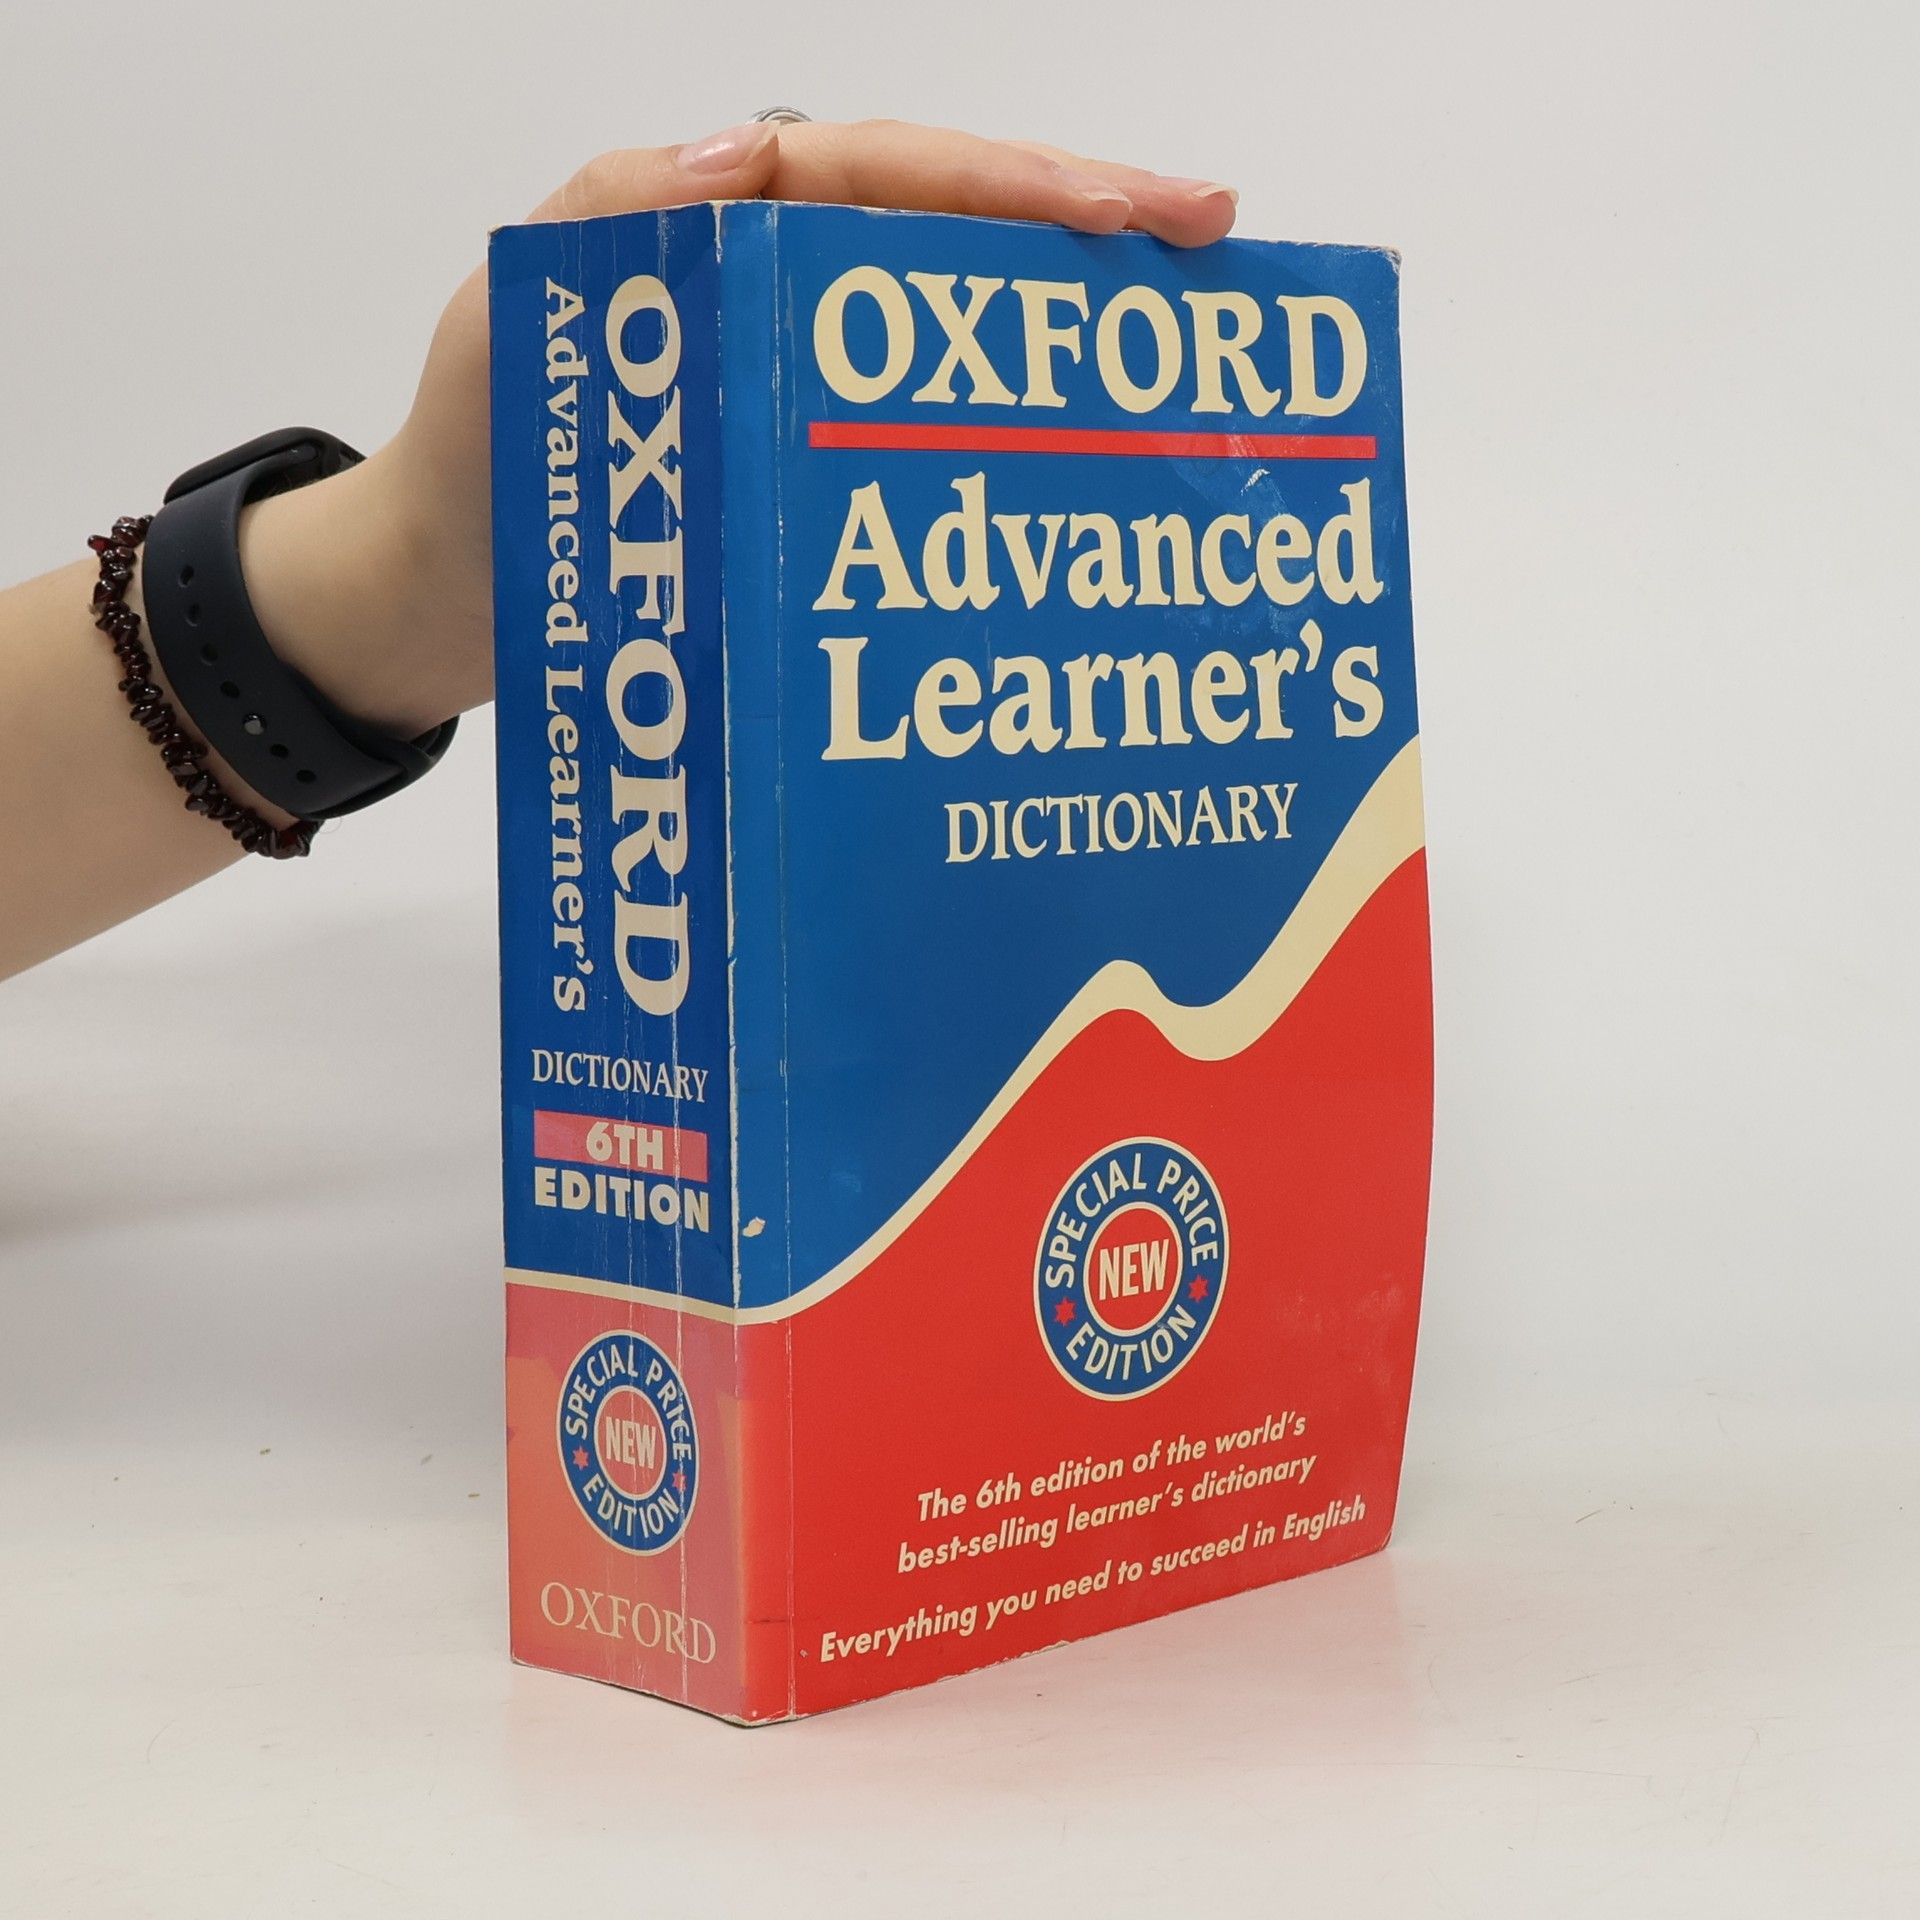 OXFORD
Advanced Learner's
DICTIONARY
6TH
EDITION
SPECIAL PRICE
NEW
EDITION
OXFORD
OXFORD
Advanced
Learner's
DICTIONARY
SPECIAL PRICE
NEW
EDITION
The 6th edition of the world's
best-selling learner's dictionary
Everything you need to succeed in English